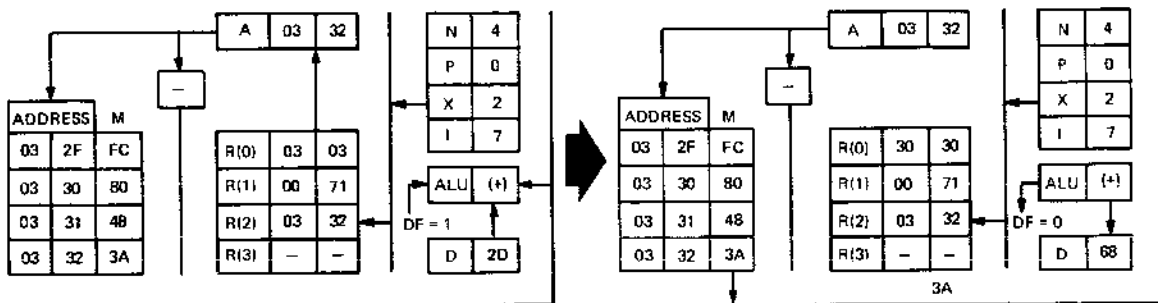 A 03 32
N 4
P 0
X 2
I 7
–
ADDRESS M
03 2F FC
03 30 80
03 31 48
03 32 3A
R(0) 03 03
R(1) 00 71
R(2) 03 32
R(3) – –
ALU (+)
DF = 1
D 2D
A 03 32
N 4
P 0
X 2
I 7
–
ADDRESS M
03 2F FC
03 30 80
03 31 48
03 32 3A
R(0) 30 30
R(1) 00 71
R(2) 03 32
R(3) – –
ALU (+)
DF = 0
D 68
3A